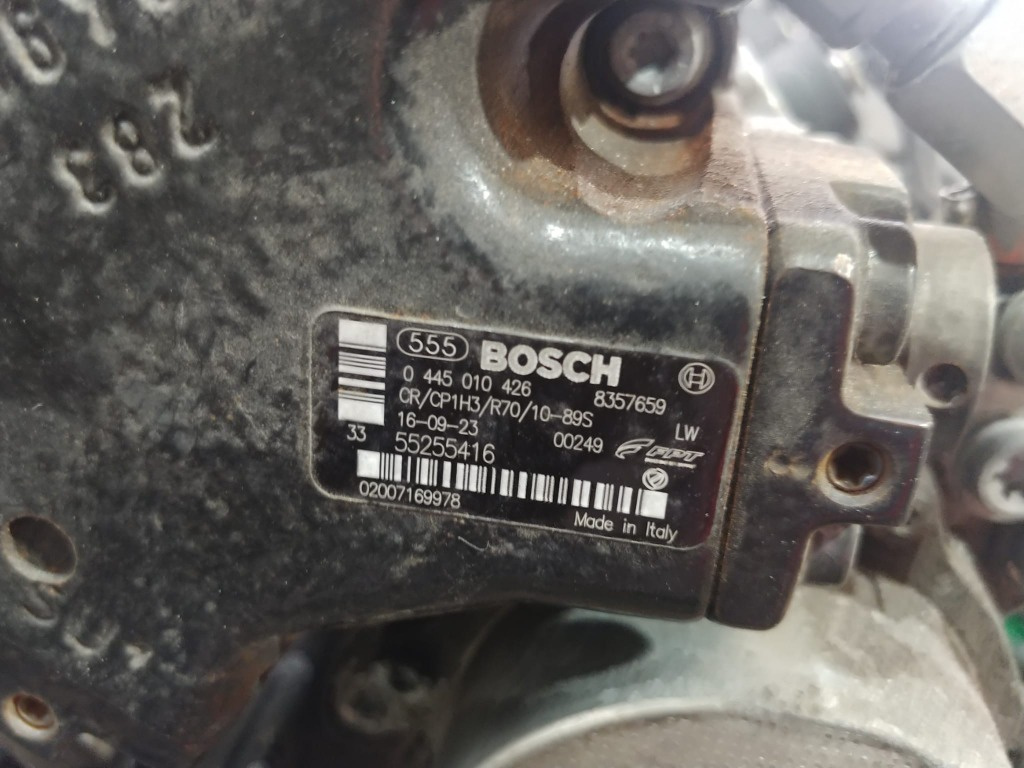 283
555 BOSCH
0 445 010 426 8357659
CR/CP1H3/R70/10-89S LW
16-09-23 00249 FPT
33 55255416
02007169978
Made in Italy